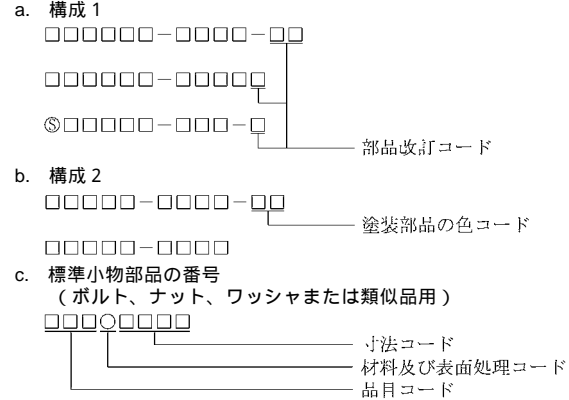 a. 構成 1
□□□□□□－□□□□－□□
□□□□□□－□□□□□
Ⓢ□□□□□－□□□－□
部品改訂コード
b. 構成 2
□□□□□－□□□□－□□
塗装部品の色コード
□□□□□－□□□□
c. 標準小物部品の番号
（ボルト、ナット、ワッシャまたは類似品用）
□□□○□□□□
寸法コード
材料及び表面処理コード
品目コード